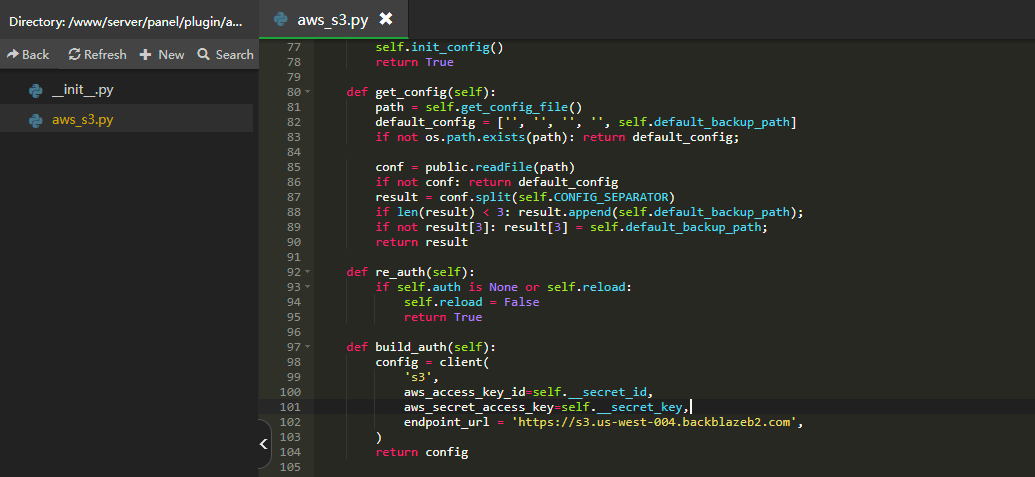 Directory: /www/server/panel/plugin/a...
Back Refresh New Search
__init__.py
aws_s3.py
aws_s3.py
77 self.init_config()
78 return True
79
80 def get_config(self):
81 path = self.get_config_file()
82 default_config = ['', '', '', '', self.default_backup_path]
83 if not os.path.exists(path): return default_config;
84
85 conf = public.readFile(path)
86 if not conf: return default_config
87 result = conf.split(self.CONFIG_SEPARATOR)
88 if len(result) < 3: result.append(self.default_backup_path);
89 if not result[3]: result[3] = self.default_backup_path;
90 return result
91
92 def re_auth(self):
93 if self.auth is None or self.reload:
94 self.reload = False
95 return True
96
97 def build_auth(self):
98 config = client(
99 's3',
100 aws_access_key_id=self.__secret_id,
101 aws_secret_access_key=self.__secret_key,
102 endpoint_url = 'https://s3.us-west-004.backblazeb2.com',
103 )
104 return config
105